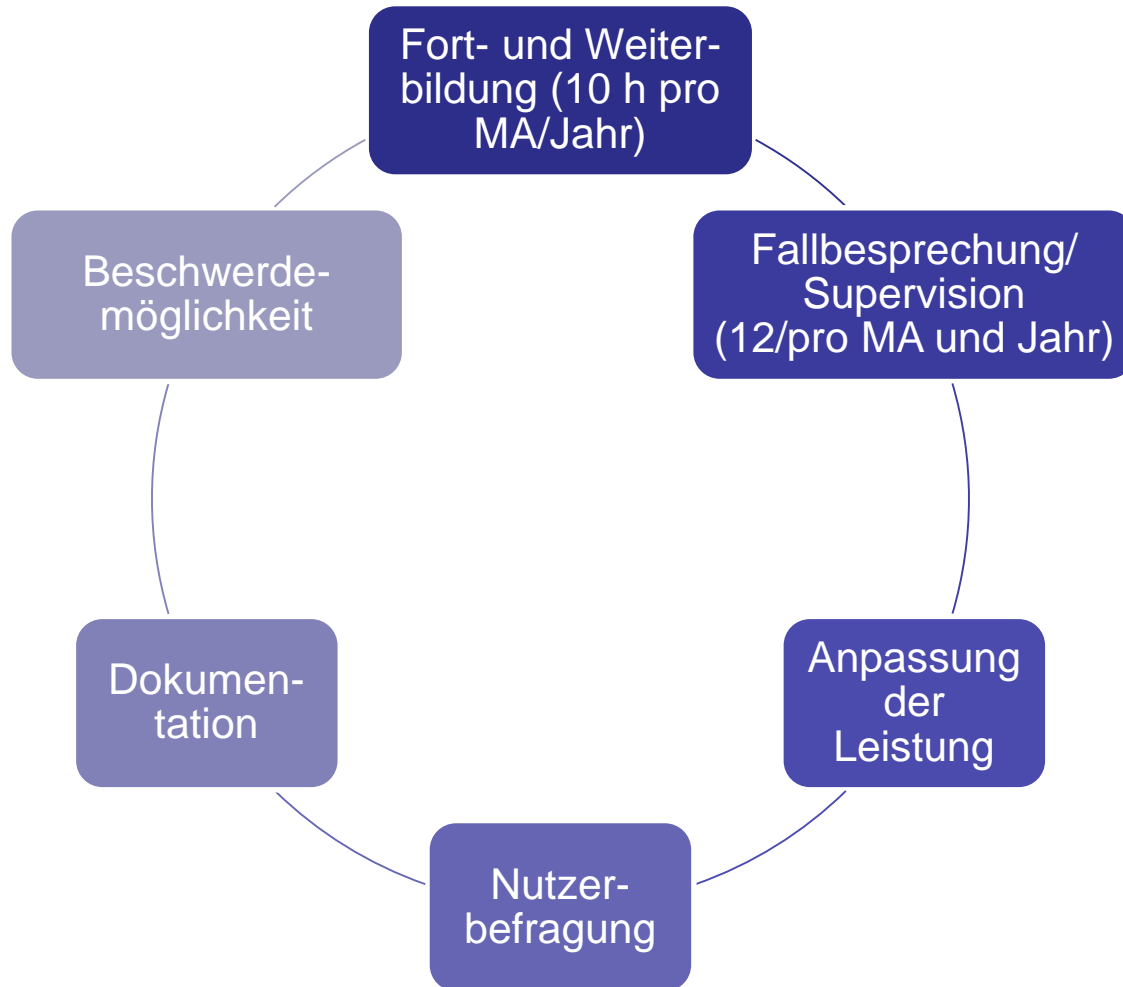 Fort- und Weiter-
bildung (10 h pro
MA/Jahr)
Fallbesprechung/
Supervision
(12/pro MA und Jahr)
Anpassung
der
Leistung
Nutzer-
befragung
Dokumen-
tation
Beschwerde-
möglichkeit